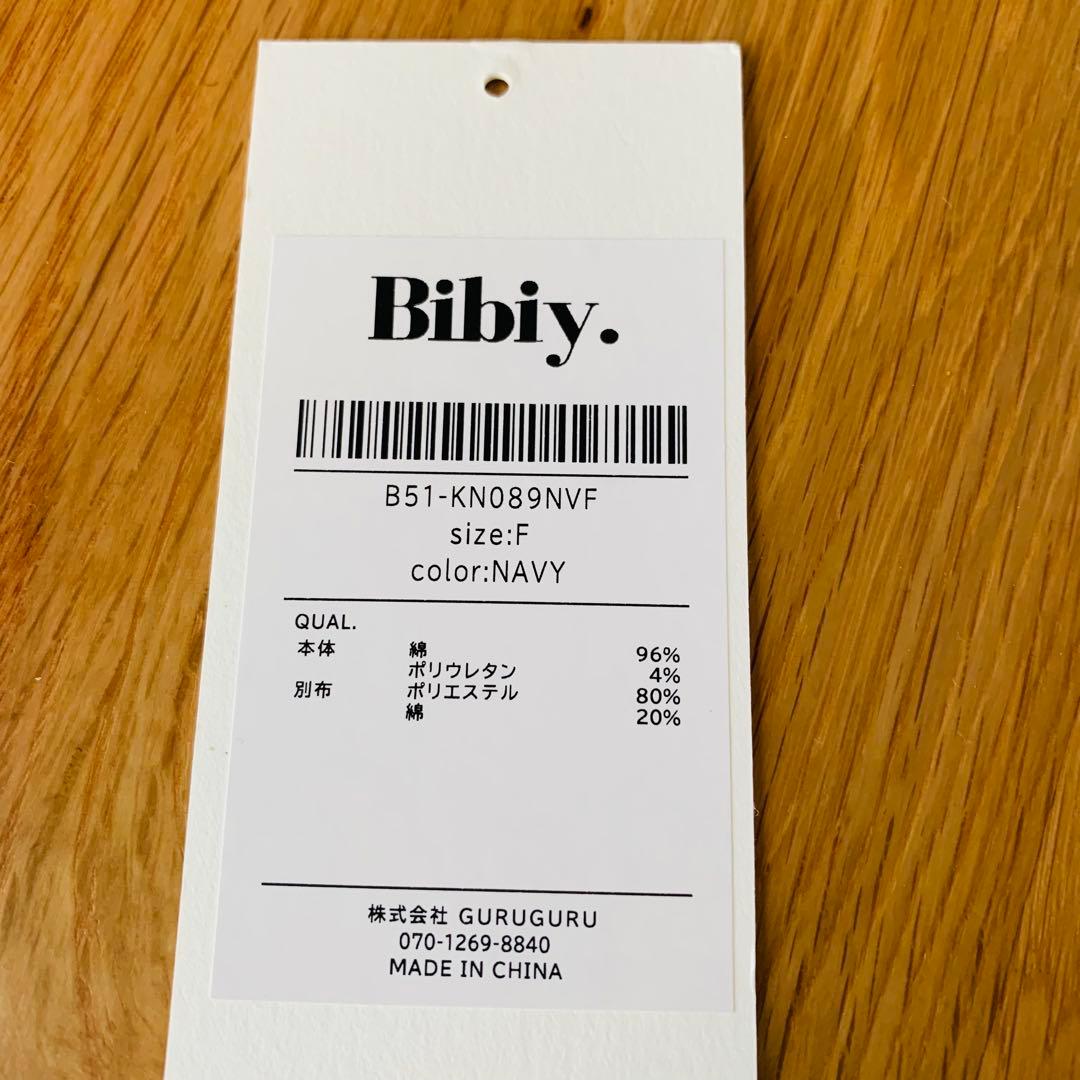 Bibiy.
B51-KN089NVF
size:F
color:NAVY
QUAL.
本体 綿 96%
ポリウレタン 4%
別布 ポリエステル 80%
綿 20%
株式会社 GURUGURU
070-1269-8840
MADE IN CHINA